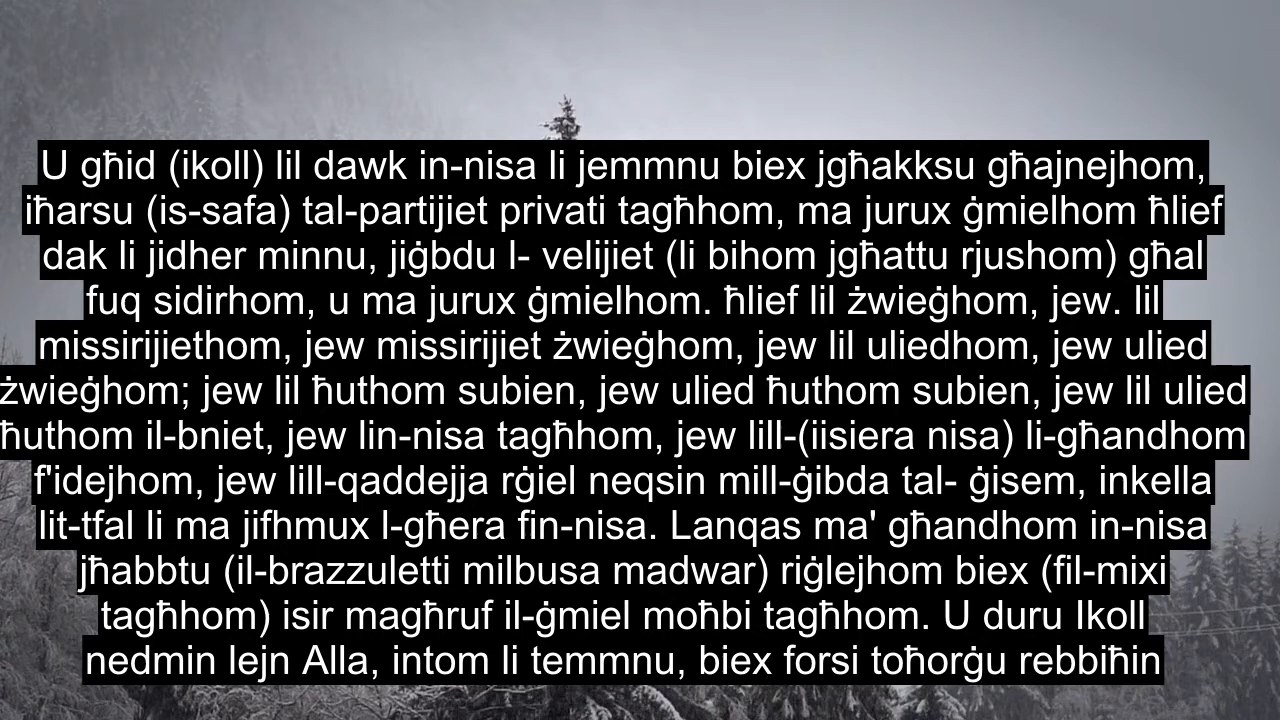 U għid (ikoll) lil dawk in-nisa li jemmnu biex jgħakksu għajnejhom,
iħarsu (is-safa) tal-partijiet privati tagħhom, ma jurux ġmielhom ħlief
dak li jidher minnu, jiġbdu l- velijiet (li bihom jgħattu rjushom) għal
fuq sidirhom, u ma jurux ġmielhom. ħlief lil żwieġhom, jew. lil
missirijiethom, jew missirijiet żwieġhom, jew lil uliedhom, jew ulied
żwieġhom; jew lil ħuthom subien, jew ulied ħuthom subien, jew lil ulied
ħuthom il-bniet, jew lin-nisa tagħhom, jew lill-(iisiera nisa) li-għandhom
f'idejhom, jew lill-qaddejja rġiel neqsin mill-ġibda tal- ġisem, inkella
lit-tfal li ma jifhmux l-għera fin-nisa. Lanqas ma' għandhom in-nisa
jħabbtu (il-brazzuletti milbusa madwar) riġlejhom biex (fil-mixi
tagħhom) isir magħruf il-ġmiel moħbi tagħhom. U duru Ikoll
nedmin lejn Alla, intom li temmnu, biex forsi toħorġu rebbiħin